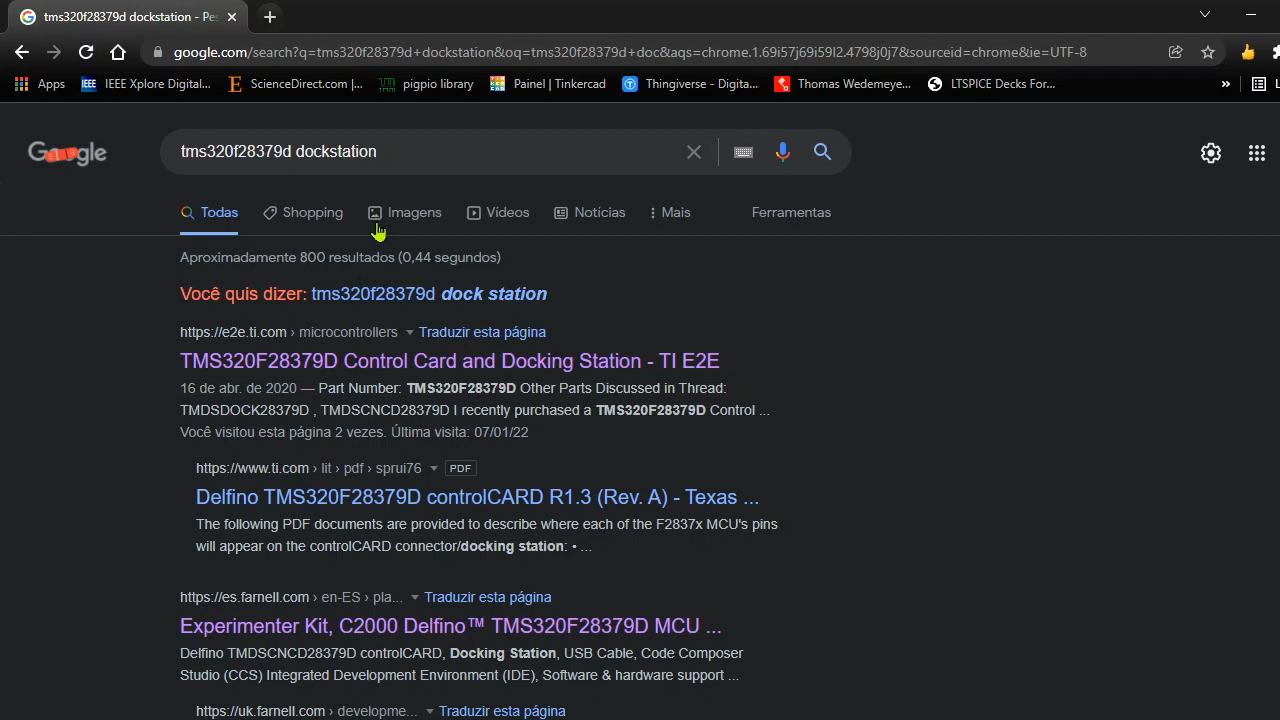 tms320f28379d dockstation - Pes
google.com/search?q=tms320f28379d+dockstation&oq=tms320f28379d+doc&aqs=chrome.1.69i57j69i59l2.4798j0j7&sourceid=chrome&ie=UTF-8
Apps IEEE Xplore Digital... ScienceDirect.com |... pigpio library Painel | Tinkercad Thingiverse - Digita... Thomas Wedemeye... LTSPICE Decks For... »
Google tms320f28379d dockstation
Todas Shopping Imagens Vídeos Notícias Mais Ferramentas
Aproximadamente 800 resultados (0,44 segundos)
Você quis dizer: tms320f28379d dock station
https://e2e.ti.com › microcontrollers Traduzir esta página
TMS320F28379D Control Card and Docking Station - TI E2E
16 de abr. de 2020 — Part Number: TMS320F28379D Other Parts Discussed in Thread:
TMDSDOCK28379D , TMDSCNCD28379D I recently purchased a TMS320F28379D Control ...
Você visitou esta página 2 vezes. Última visita: 07/01/22
https://www.ti.com › lit › pdf › sprui76 PDF
Delfino TMS320F28379D controlCARD R1.3 (Rev. A) - Texas ...
The following PDF documents are provided to describe where each of the F2837x MCU's pins
will appear on the controlCARD connector/docking station: • ...
https://es.farnell.com › en-ES › pla... Traduzir esta página
Experimenter Kit, C2000 Delfino™ TMS320F28379D MCU ...
Delfino TMDSCNCD28379D controlCARD, Docking Station, USB Cable, Code Composer
Studio (CCS) Integrated Development Environment (IDE), Software & hardware support ...
https://uk.farnell.com › developme... Traduzir esta página